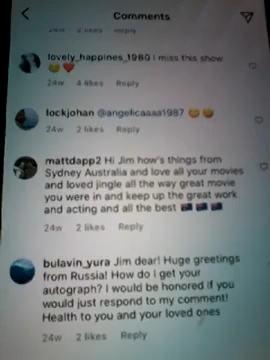 Comments
24w 2 likes Reply
lovely_happines_1980 I miss this show
😊❤️
24w 4 likes Reply
lockjohan @angelicaaaa1987 😊😊
24w 2 likes Reply
mattdapp2 Hi Jim how's things from
Sydney Australia and love all your movies
and loved jingle all the way great movie
you were in and keep up the great work
and acting and all the best 🇦🇺🇦🇺🇦🇺
24w 2 likes Reply
bulavin_yura Jim dear! Huge greetings
from Russia! How do I get your
autograph? I would be honored if you
would just respond to my comment!
Health to you and your loved ones
24w 2 likes Reply